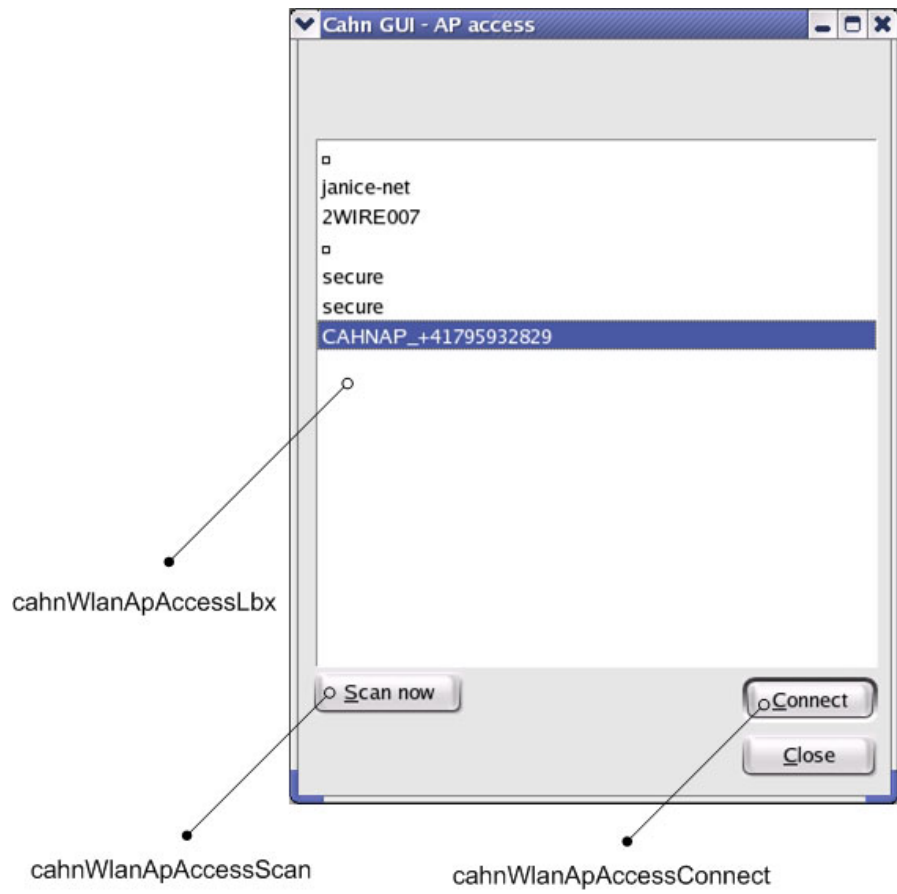 Cahn GUI - AP access
janice-net
2WIRE007
secure
secure
CAHNAP_+41795932829
cahnWlanApAccessLbx
Scan now
Connect
Close
cahnWlanApAccessScan
cahnWlanApAccessConnect